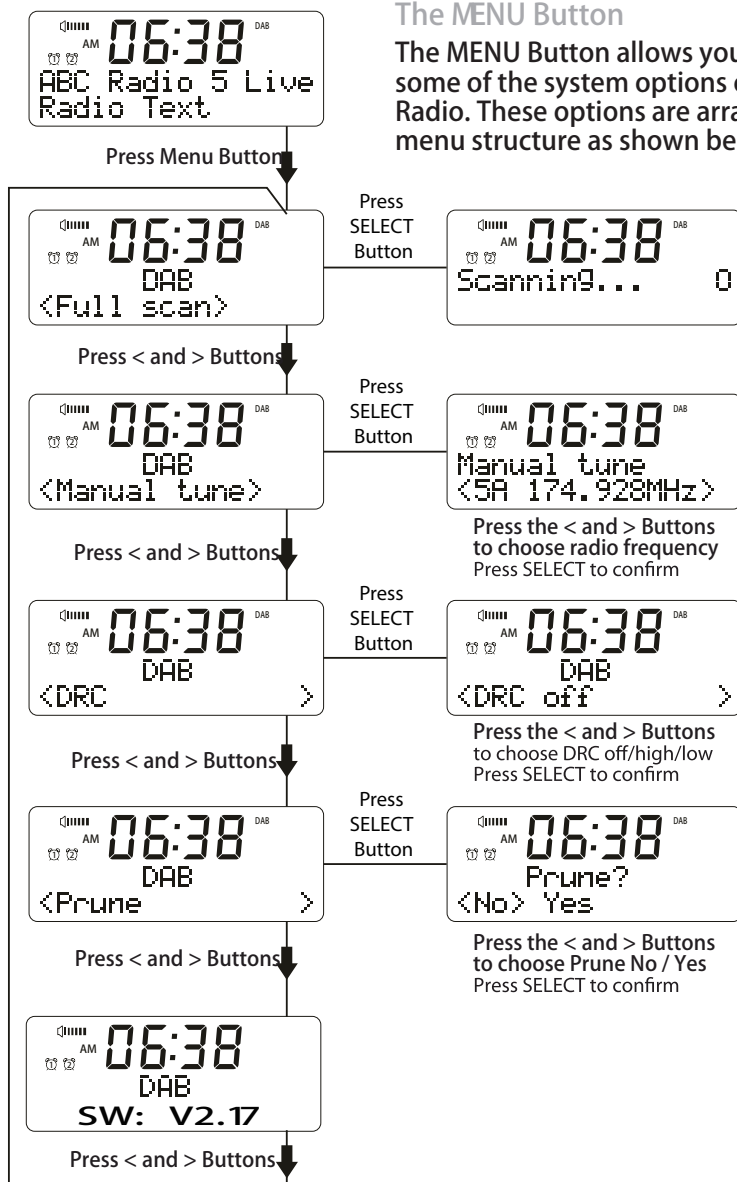 The MENU Button
The MENU Button allows you
some of the system options
Radio. These options are arra
menu structure as shown be
AM 06:38 DAB
ABC Radio 5 Live
Radio Text
Press Menu Button
AM 06:38 DAB
DAB
<Full scan>
Press
SELECT
Button
AM 06:38 DAB
Scanning... 0
Press < and > Buttons
AM 06:38 DAB
DAB
<Manual tune>
Press
SELECT
Button
AM 06:38 DAB
Manual tune
<5A 174.928MHz>
Press the < and > Buttons
to choose radio frequency
Press SELECT to confirm
Press < and > Buttons
AM 06:38 DAB
DAB
<DRC >
Press
SELECT
Button
AM 06:38 DAB
DAB
<DRC off >
Press the < and > Buttons
to choose DRC off/high/low
Press SELECT to confirm
Press < and > Buttons
AM 06:38 DAB
DAB
<Prune >
Press
SELECT
Button
AM 06:38 DAB
Prune?
<No> Yes
Press the < and > Buttons
to choose Prune No / Yes
Press SELECT to confirm
Press < and > Buttons
AM 06:38
DAB
SW: V2.17
Press < and > Buttons